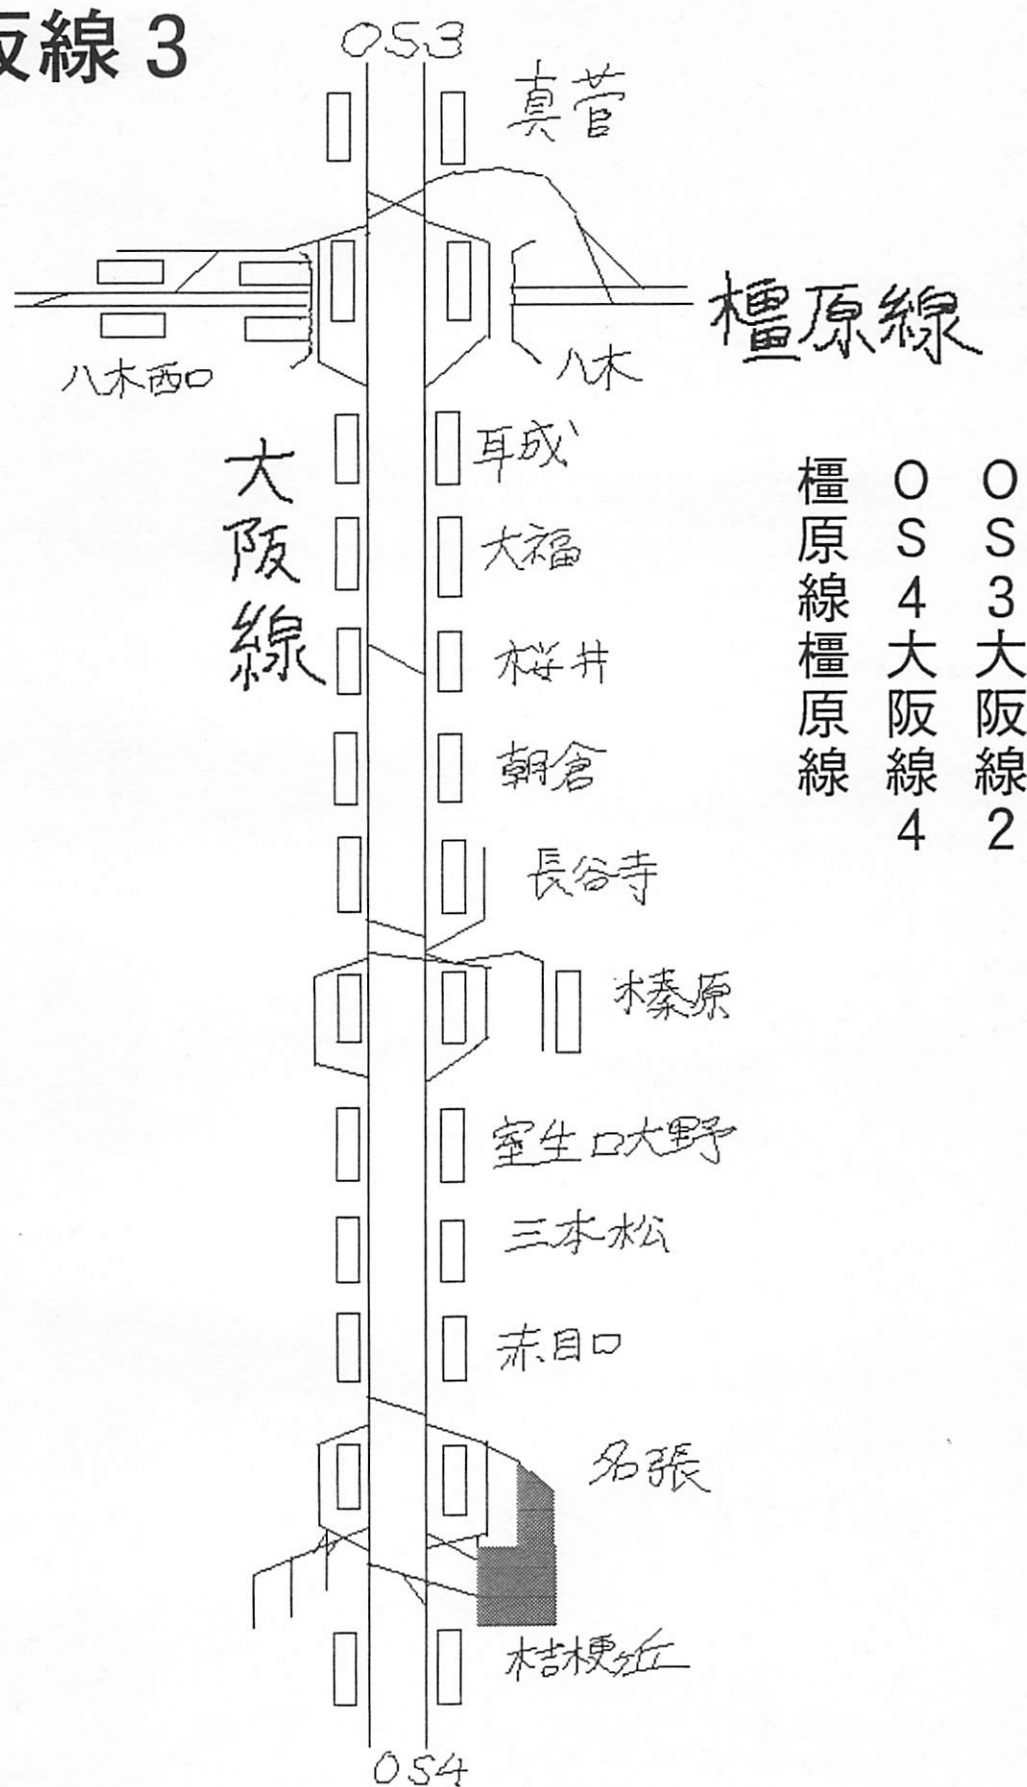 阪線3
OS3
真菅
橿原線
八木西口
八木
大阪線
耳成
大福
桜井
朝倉
長谷寺
榛原
室生口大野
三本松
赤目口
名張
桔梗ヶ丘
OS4
OS3大阪線2
OS4大阪線4
橿原線橿原線